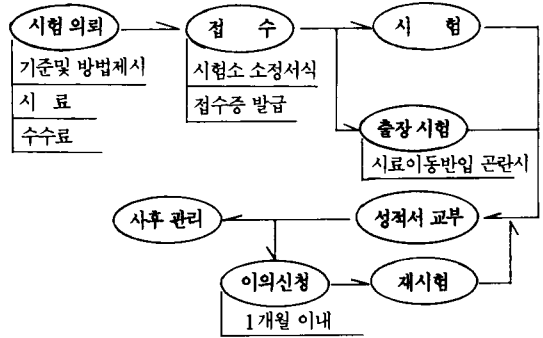 시험 의뢰
접 수
시 험
기준및 방법제시
시 료
수수료
시험소 소정서식
접수증 발급
출장 시험
시료이동반입 곤란시
사후 관리
성적서 교부
이의신청
재시험
1개월 이내